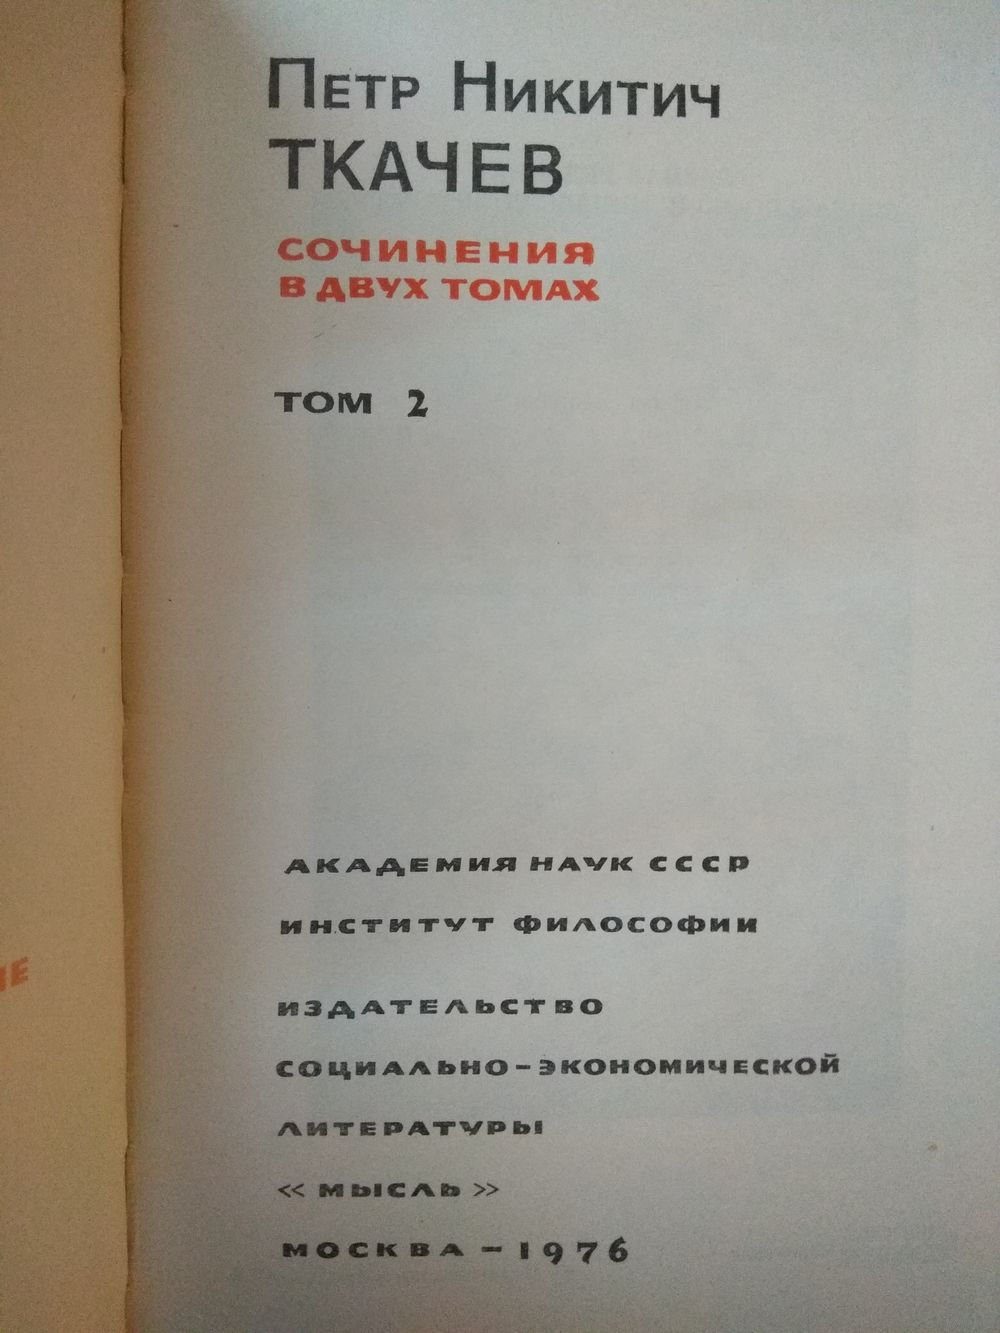 Петр Никитич
ТКАЧЕВ
СОЧИНЕНИЯ
В ДВУХ ТОМАХ
ТОМ 2
АКАДЕМИЯ НАУК СССР
ИНСТИТУТ ФИЛОСОФИИ
ИЗДАТЕЛЬСТВО
СОЦИАЛЬНО-ЭКОНОМИЧЕСКОЙ
ЛИТЕРАТУРЫ
«МЫСЛЬ»
МОСКВА - 1976